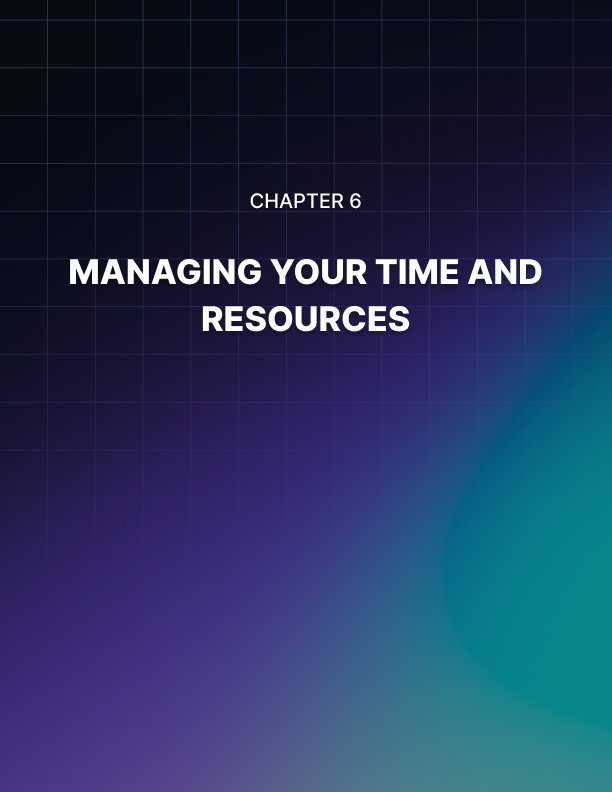 CHAPTER 6
MANAGING YOUR TIME AND
RESOURCES